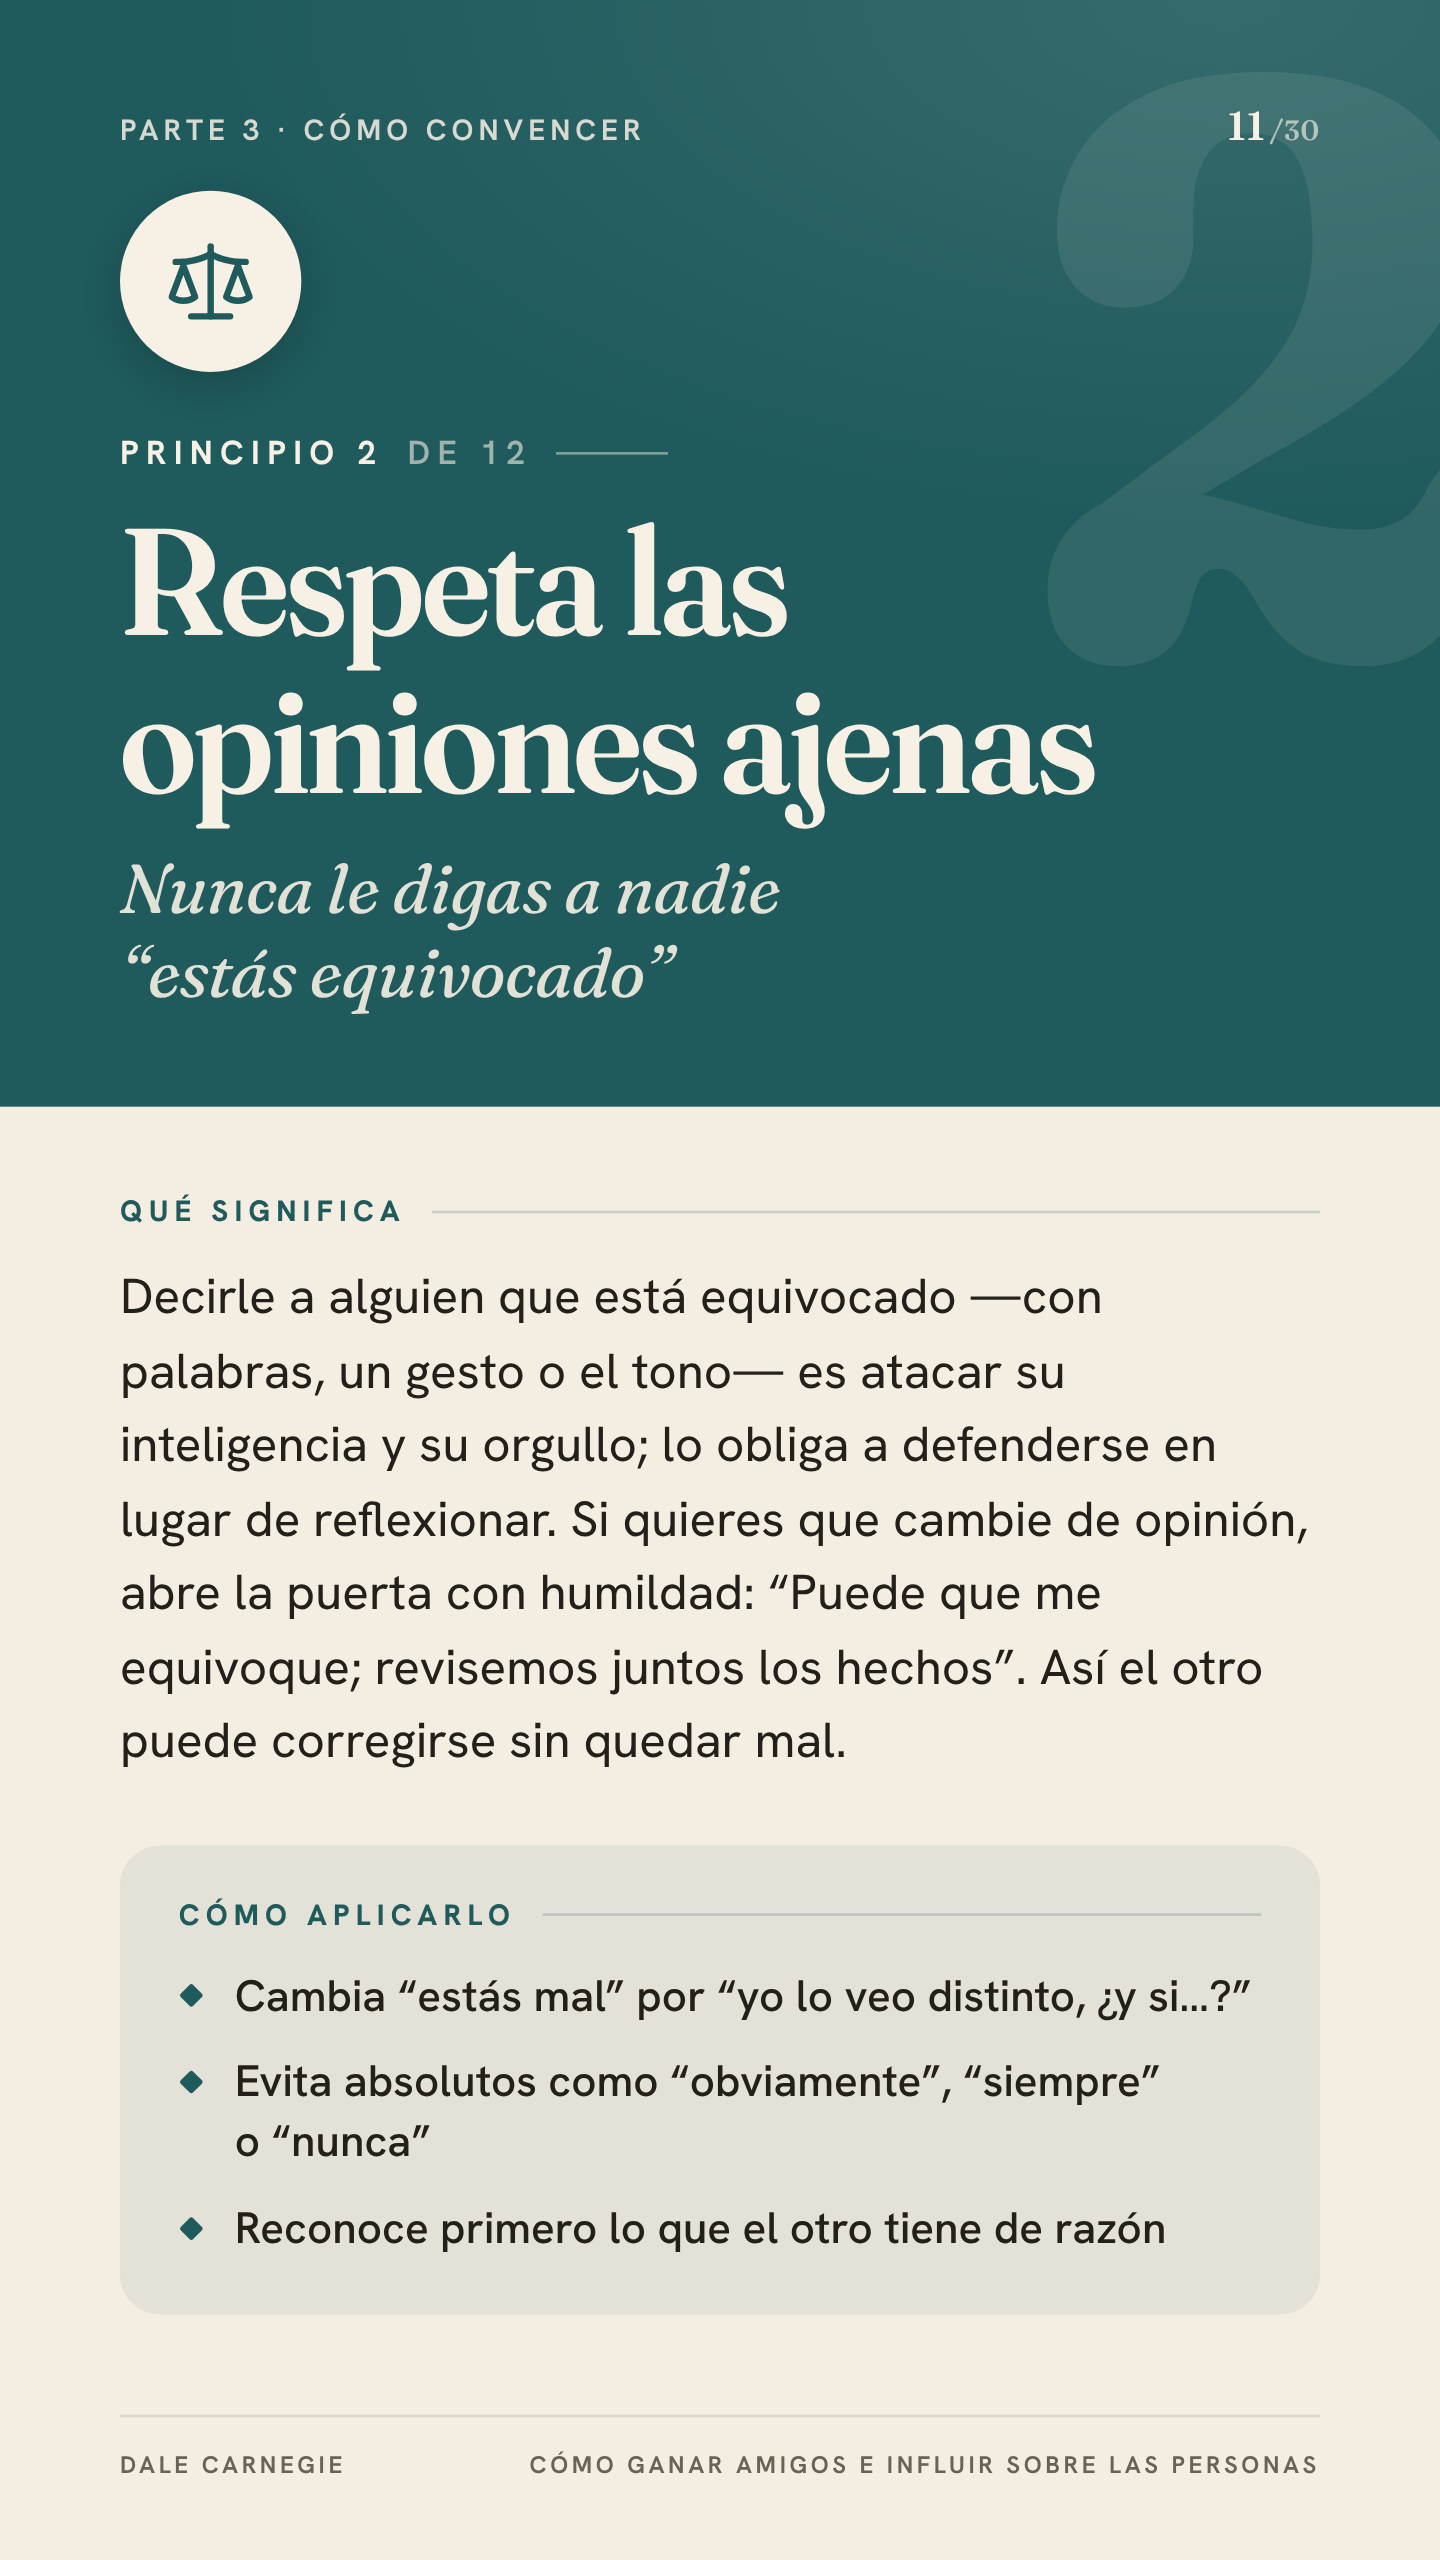 PARTE 3 · CÓMO CONVENCER
11/30
2
PRINCIPIO 2 DE 12
Respeta las
opiniones ajenas
Nunca le digas a nadie
“estás equivocado”
QUÉ SIGNIFICA
Decirle a alguien que está equivocado —con
palabras, un gesto o el tono— es atacar su
inteligencia y su orgullo; lo obliga a defenderse en
lugar de reflexionar. Si quieres que cambie de opinión,
abre la puerta con humildad: “Puede que me
equivoque; revisemos juntos los hechos”. Así el otro
puede corregirse sin quedar mal.
CÓMO APLICARLO
Cambia “estás mal” por “yo lo veo distinto, ¿y si...?”
Evita absolutos como “obviamente”, “siempre”
o “nunca”
Reconoce primero lo que el otro tiene de razón
DALE CARNEGIE
CÓMO GANAR AMIGOS E INFLUIR SOBRE LAS PERSONAS